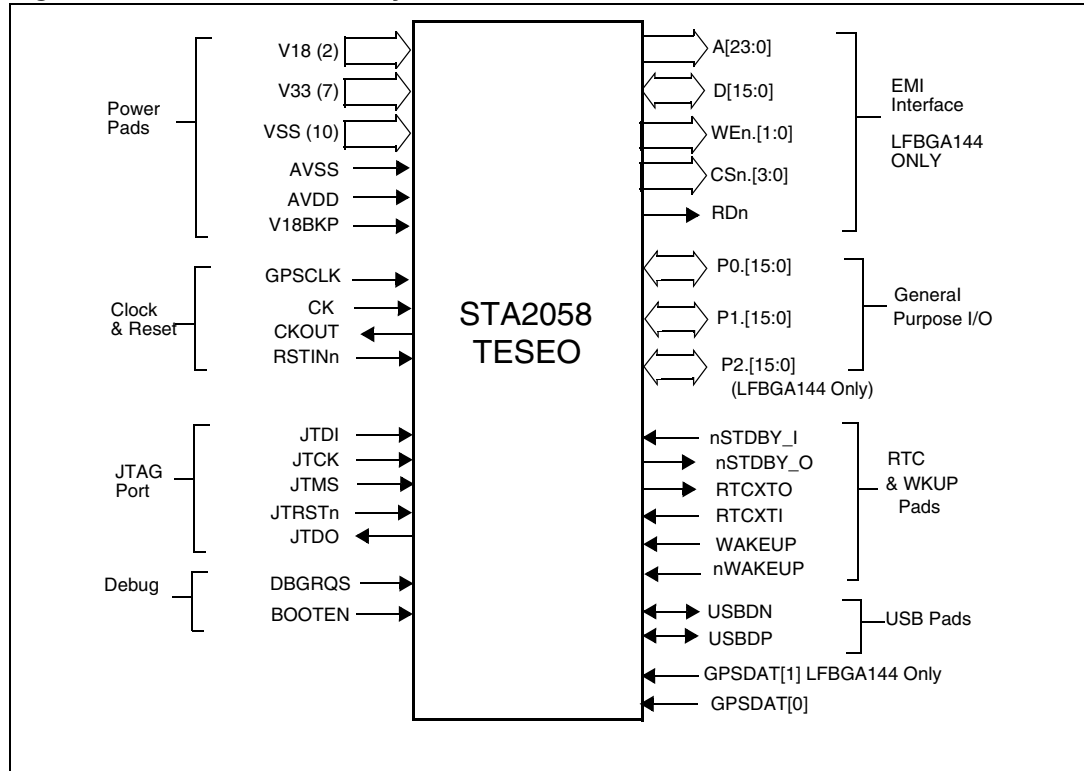 V18 (2)
V33 (7)
VSS (10)
AVSS
AVDD
V18BKP
Power
Pads
GPSCLK
CK
CKOUT
RSTINn
Clock
& Reset
JTDI
JTCK
JTMS
JTRSTn
JTDO
JTAG
Port
Debug
DBGRQS
BOOTEN
STA2058
TESEO
A[23:0]
D[15:0]
WEn.[1:0]
CSn.[3:0]
RDn
EMI
Interface
LFBGA144
ONLY
P0.[15:0]
P1.[15:0]
P2.[15:0]
(LFBGA144 Only)
General
Purpose I/O
nSTDBY_I
nSTDBY_O
RTCXTO
RTCXTI
WAKEUP
nWAKEUP
RTC
& WKUP
Pads
USBDN
USBDP
USB Pads
GPSDAT[1] LFBGA144 Only
GPSDAT[0]